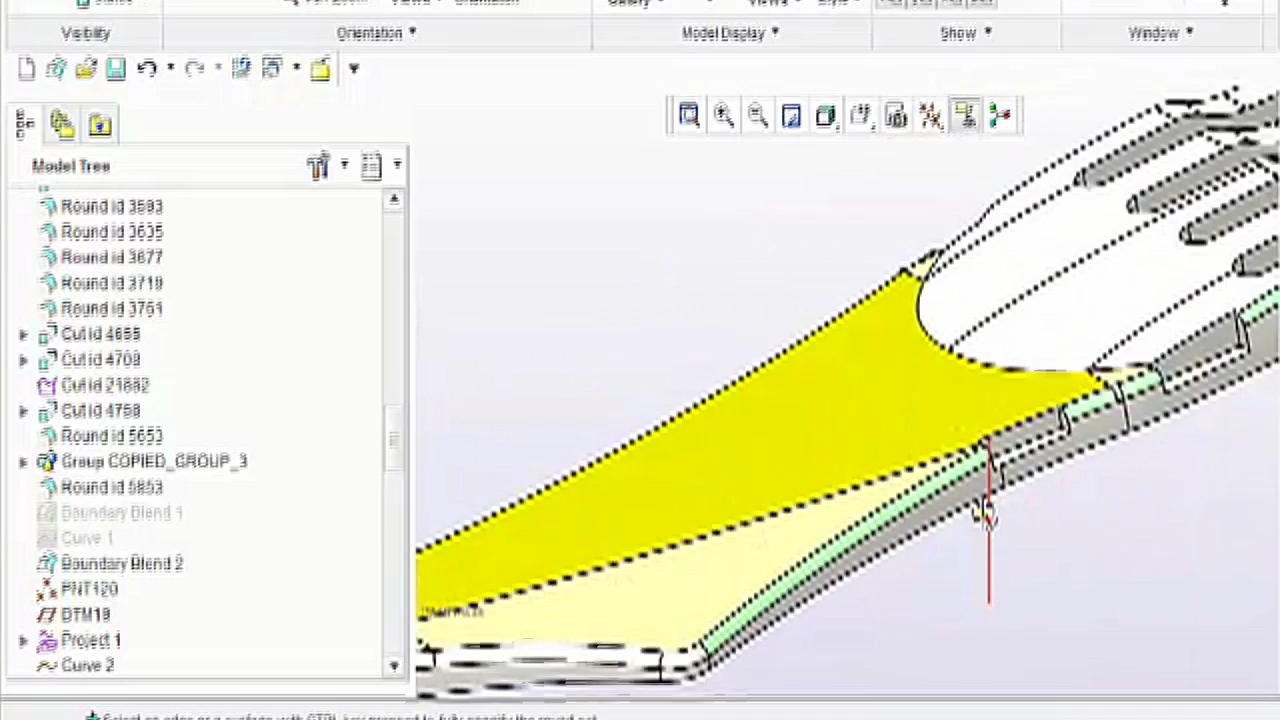 Visibility
Orientation
Model Display
Show
Window
Model Tree
Round id 3593
Round id 3635
Round id 3677
Round id 3719
Round id 3761
Cut id 4655
Cut id 4709
Cut id 21882
Cut id 4758
Round id 5653
Group COPIED_GROUP_3
Round id 5853
Boundary Blend 1
Curve 1
Boundary Blend 2
PNT120
DTM19
Project 1
Curve 2